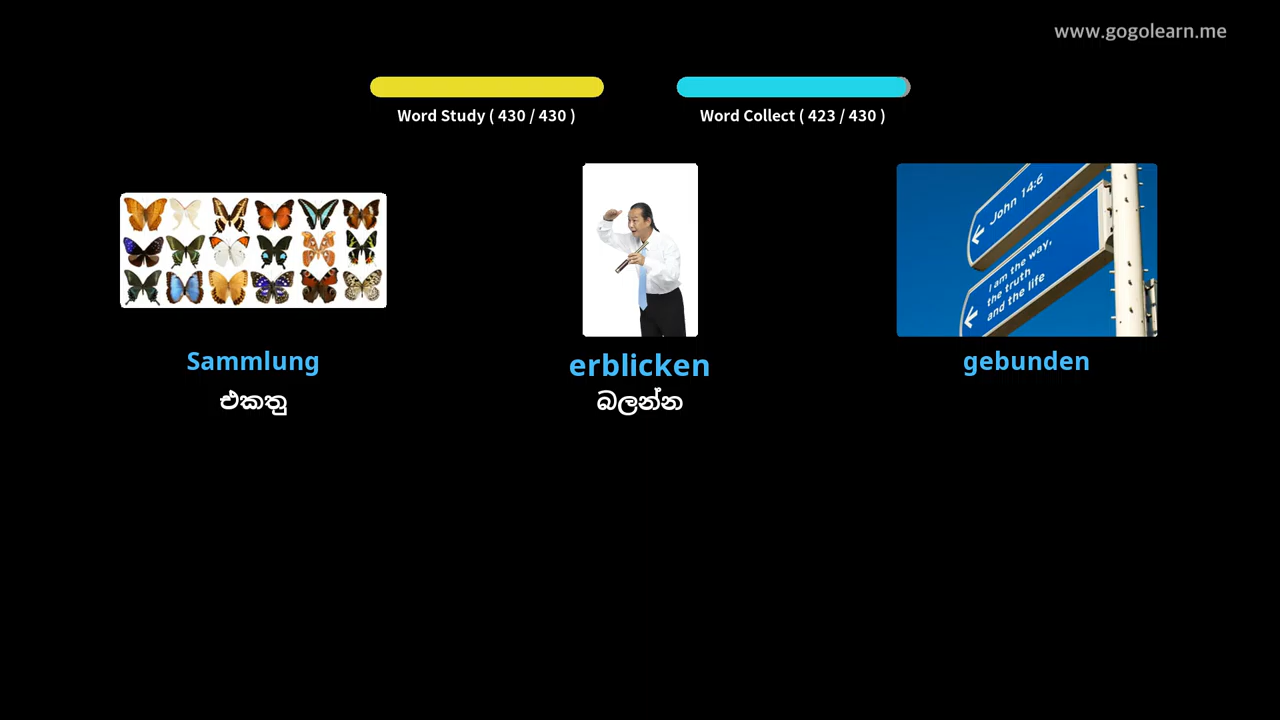 www.gogolearn.me
Word Study ( 430 / 430 )
Word Collect ( 423 / 430 )
John 14:6
I am the way,
the truth
and the life
Sammlung
erblicken
gebunden
එකතු
බලන්න